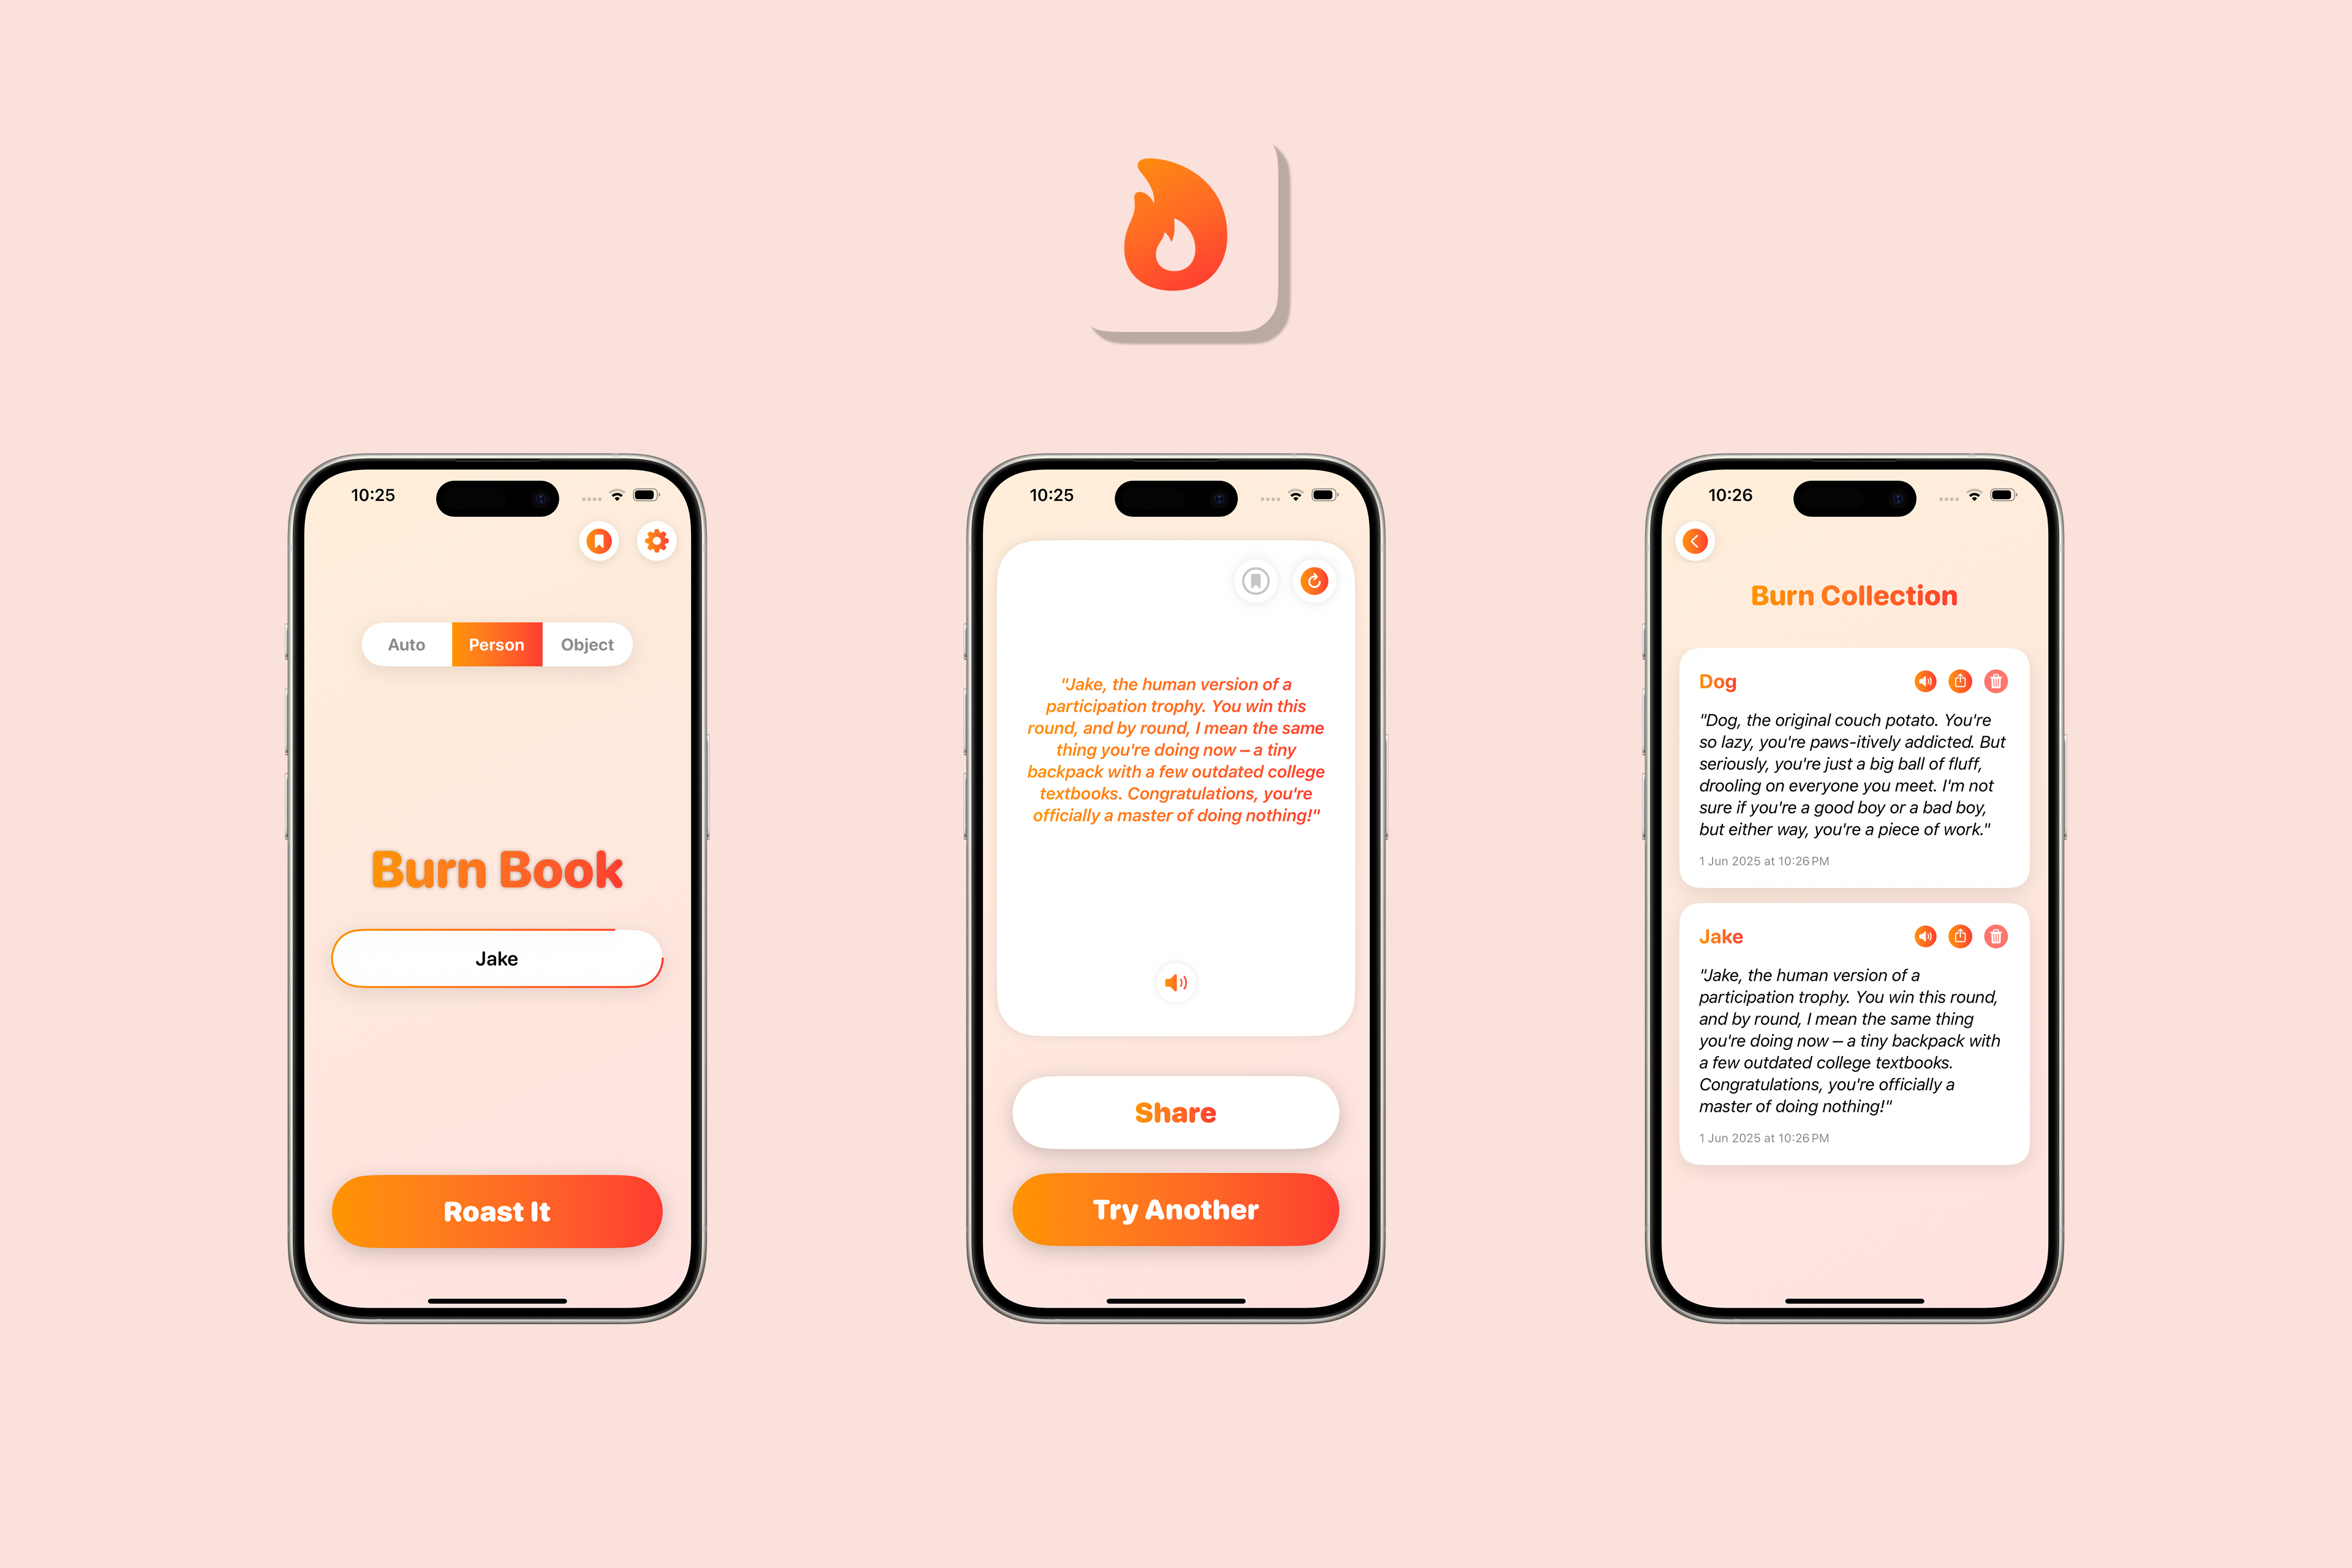 10:25
Auto Person Object
Burn Book
Jake
Roast It
10:25
"Jake, the human version of a
participation trophy. You win this
round, and by round, I mean the same
thing you're doing now – a tiny
backpack with a few outdated college
textbooks. Congratulations, you're
officially a master of doing nothing!"
Share
Try Another
10:26
Burn Collection
Dog
"Dog, the original couch potato. You're
so lazy, you're paws-itively addicted. But
seriously, you're just a big ball of fluff,
drooling on everyone you meet. I'm not
sure if you're a good boy or a bad boy,
but either way, you're a piece of work."
1 Jun 2025 at 10:26 PM
Jake
"Jake, the human version of a
participation trophy. You win this round,
and by round, I mean the same thing
you're doing now – a tiny backpack with
a few outdated college textbooks.
Congratulations, you're officially a
master of doing nothing!"
1 Jun 2025 at 10:26 PM